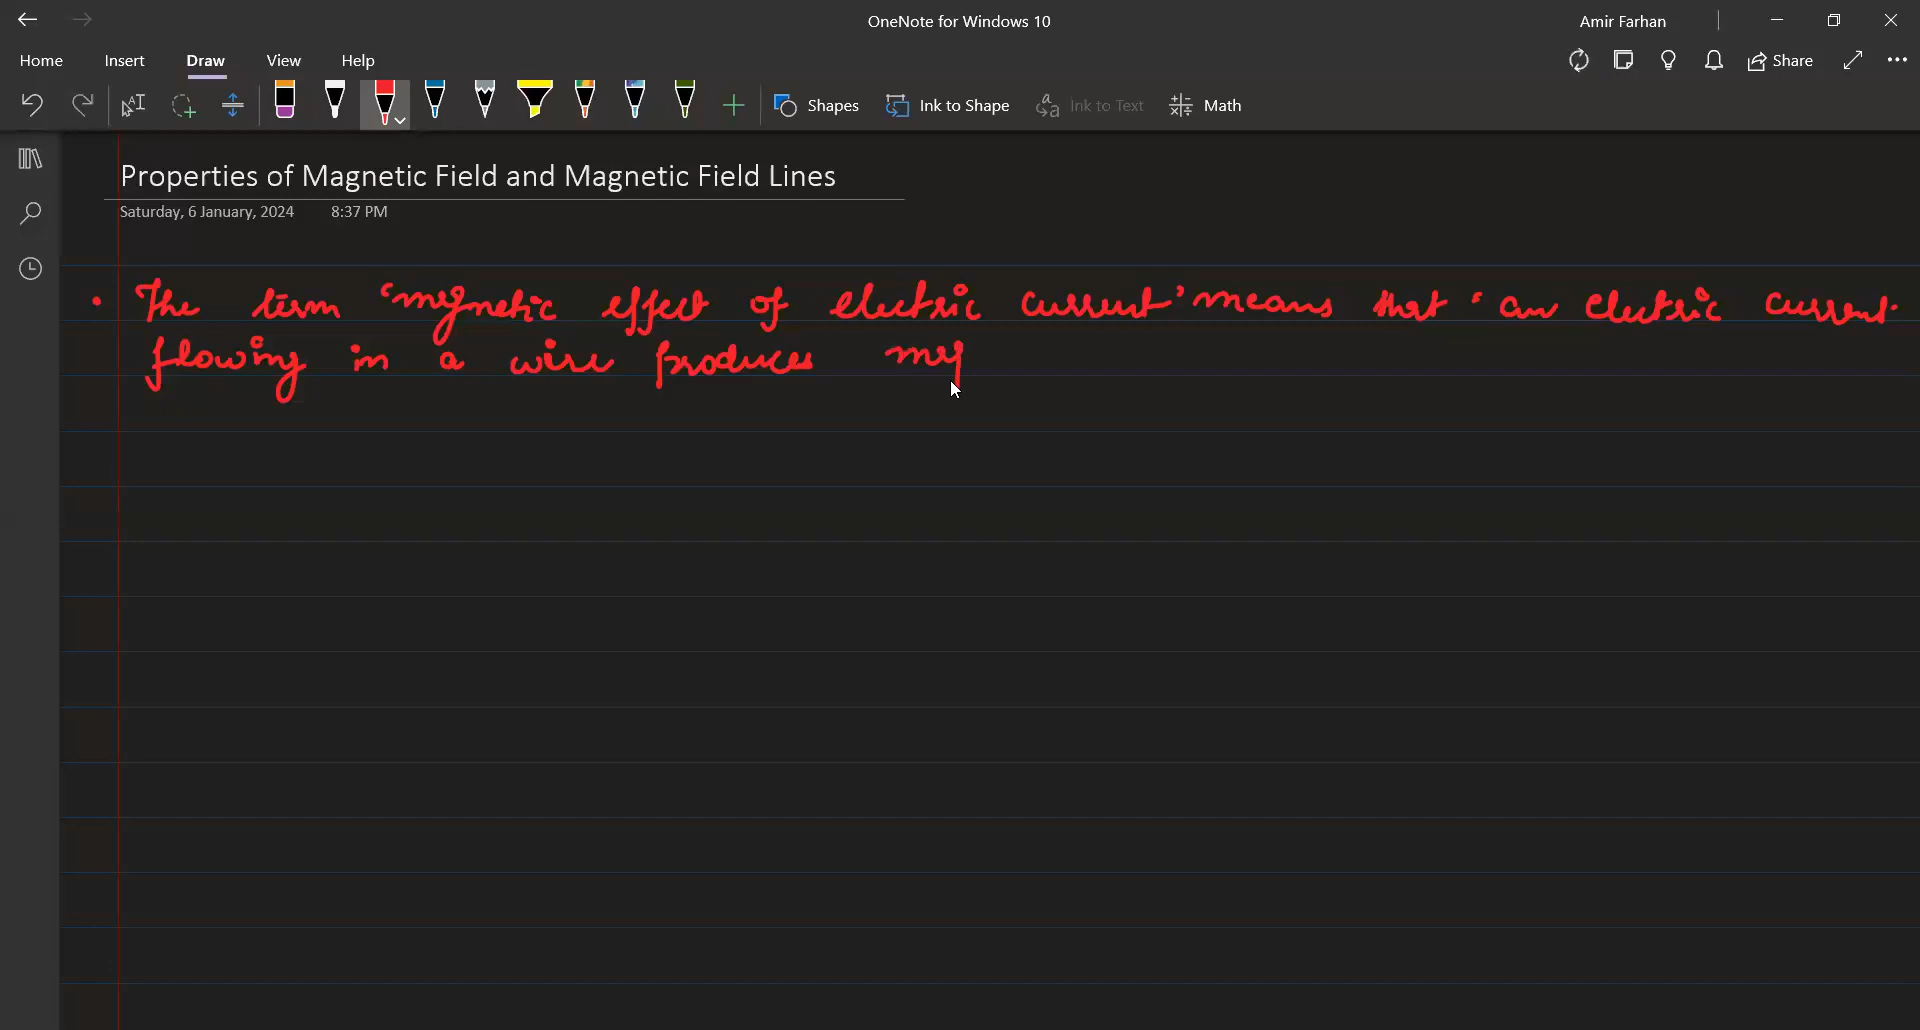 OneNote for Windows 10
Amir Farhan
Home Insert Draw View Help
Share
Shapes Ink to Shape Ink to Text Math
Properties of Magnetic Field and Magnetic Field Lines
Saturday, 6 January, 2024 8:37 PM
• The term 'magnetic effect of electric current' means that ' an electric current
flowing in a wire produces mag